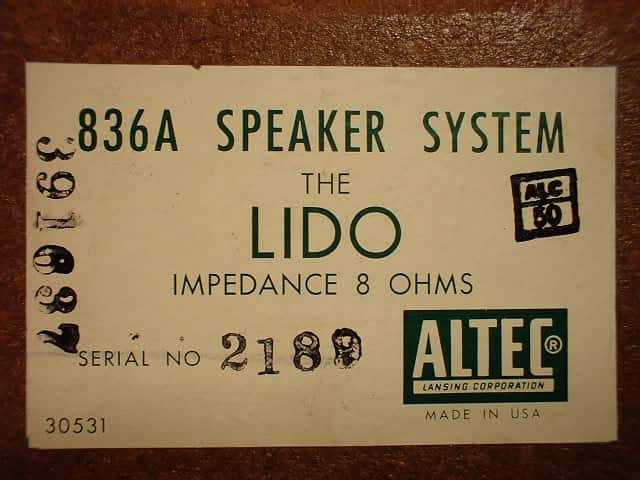 836A SPEAKER SYSTEM
THE
LIDO
IMPEDANCE 8 OHMS
ALC
50
SERIAL NO
ALTEC®
LANSING CORPORATION
MADE IN USA
30531